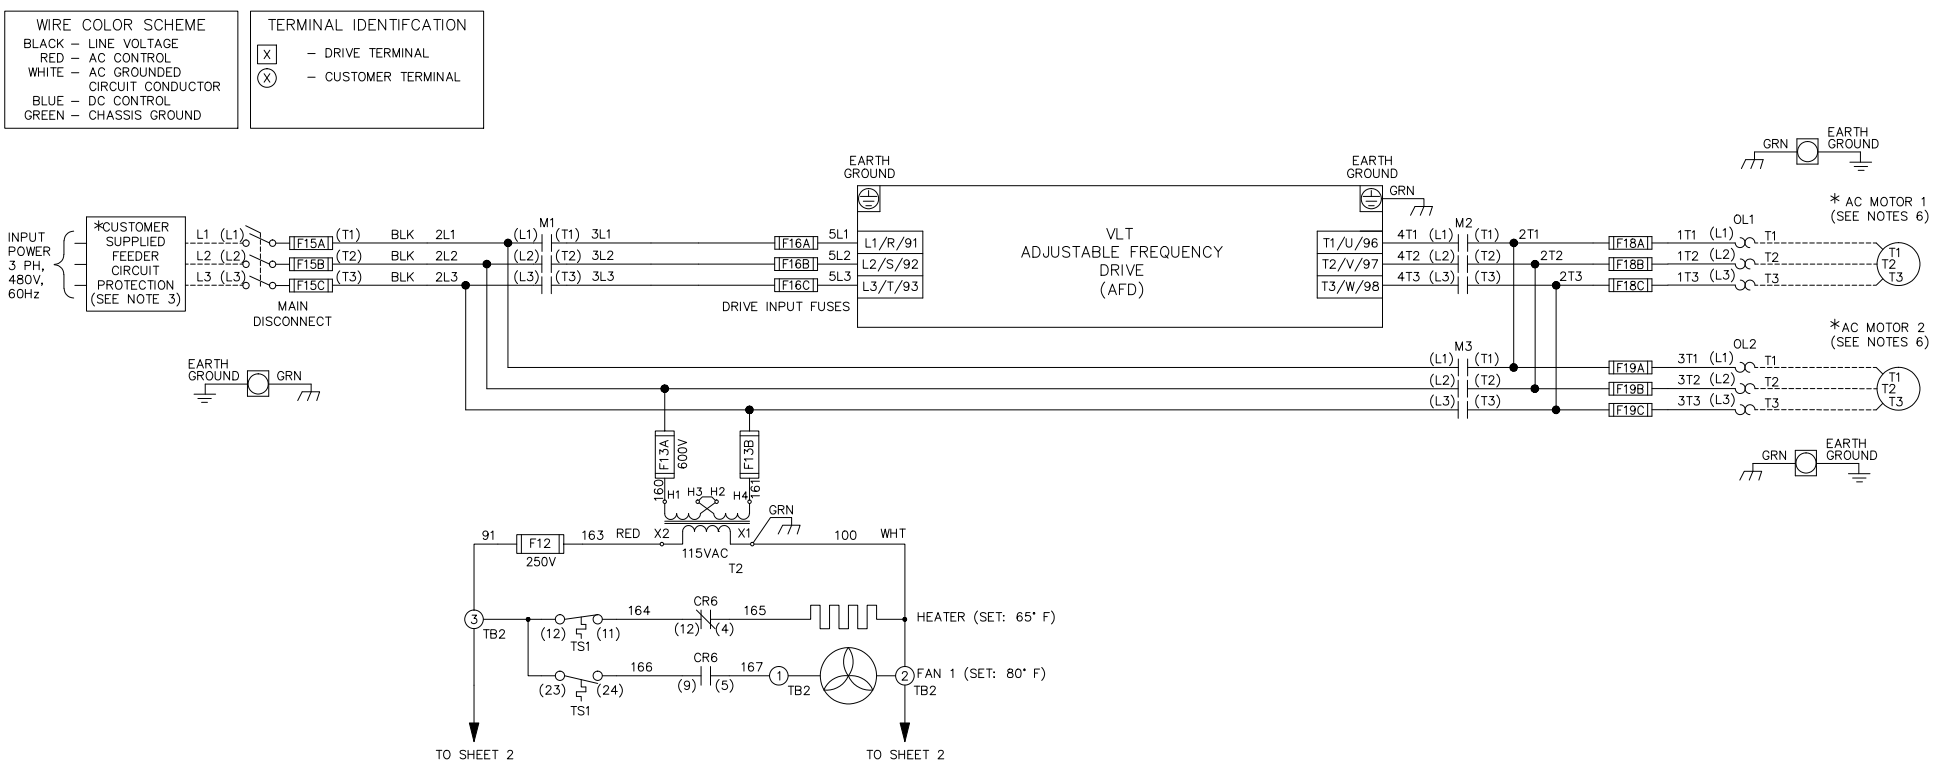 WIRE COLOR SCHEME
BLACK – LINE VOLTAGE
RED – AC CONTROL
WHITE – AC GROUNDED
CIRCUIT CONDUCTOR
BLUE – DC CONTROL
GREEN – CHASSIS GROUND
TERMINAL IDENTIFCATION
X – DRIVE TERMINAL
X – CUSTOMER TERMINAL
INPUT
POWER
3 PH,
480V,
60Hz
*CUSTOMER
SUPPLIED
FEEDER
CIRCUIT
PROTECTION
(SEE NOTE 3)
L1 (L1) F15A (T1) BLK 2L1
L2 (L2) F15B (T2) BLK 2L2
L3 (L3) F15C (T3) BLK 2L3
MAIN
DISCONNECT
M1
(L1) (T1) 3L1 F16A 5L1
(L2) (T2) 3L2 F16B 5L2
(L3) (T3) 3L3 F16C 5L3
DRIVE INPUT FUSES
EARTH
GROUND
L1/R/91
L2/S/92
L3/T/93
VLT
ADJUSTABLE FREQUENCY
DRIVE
(AFD)
EARTH
GROUND
GRN
T1/U/96
T2/V/97
T3/W/98
M2
4T1 (L1) (T1) 2T1 F18A 1T1 (L1) T1
4T2 (L2) (T2) 2T2 F18B 1T2 (L2) T2
4T3 (L3) (T3) 2T3 F18C 1T3 (L3) T3
OL1
GRN
EARTH
GROUND
* AC MOTOR 1
(SEE NOTES 6)
T1
T2
T3
M3
(L1) (T1) F19A 3T1 (L1) T1
(L2) (T2) F19B 3T2 (L2) T2
(L3) (T3) F19C 3T3 (L3) T3
OL2
*AC MOTOR 2
(SEE NOTES 6)
T1
T2
T3
GRN
EARTH
GROUND
EARTH
GROUND
GRN
F13A
600V
F13B
160
161
H1 H3 H2 H4
GRN
91 F12 163 RED X2 X1 100 WHT
250V
115VAC
T2
3
TB2
(12) (11) 164 CR6 165 HEATER (SET: 65° F)
TS1
(12) (4)
(23) (24) 166 CR6 167 1 2 FAN 1 (SET: 80° F)
TS1
(9) (5)
TB2
TB2
TO SHEET 2
TO SHEET 2